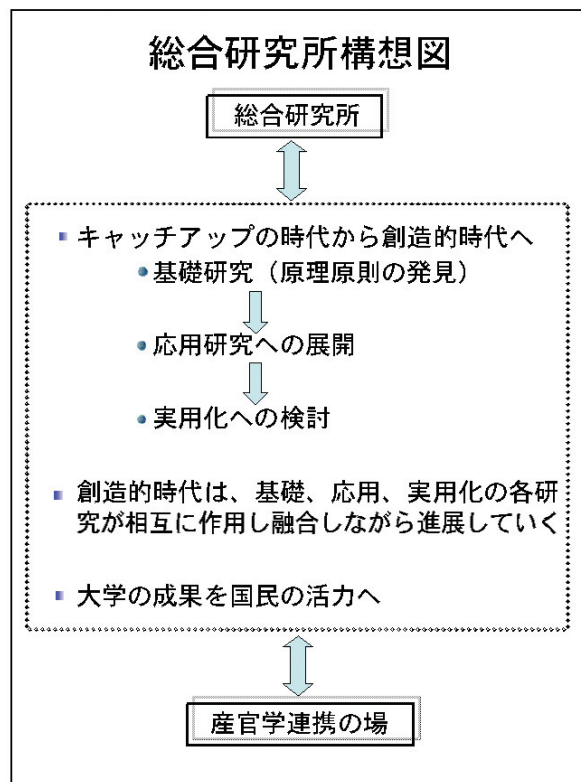 総合研究所構想図
総合研究所
キャッチアップの時代から創造的時代へ
基礎研究（原理原則の発見）
応用研究への展開
実用化への検討
創造的時代は、基礎、応用、実用化の各研
究が相互に作用し融合しながら進展していく
大学の成果を国民の活力へ
産官学連携の場